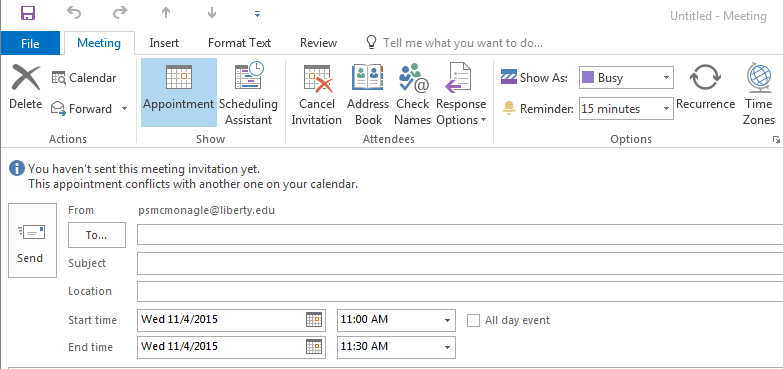 Untitled - Meeting
File Meeting Insert Format Text Review Tell me what you want to do...
Delete Calendar Forward Appointment Scheduling Assistant Cancel Invitation Address Book Check Names Response Options Show As: Busy Reminder: 15 minutes Recurrence Time Zones
Actions Show Attendees Options
You haven't sent this meeting invitation yet.
This appointment conflicts with another one on your calendar.
From psmcmonagle@liberty.edu
To...
Send
Subject
Location
Start time Wed 11/4/2015 11:00 AM All day event
End time Wed 11/4/2015 11:30 AM